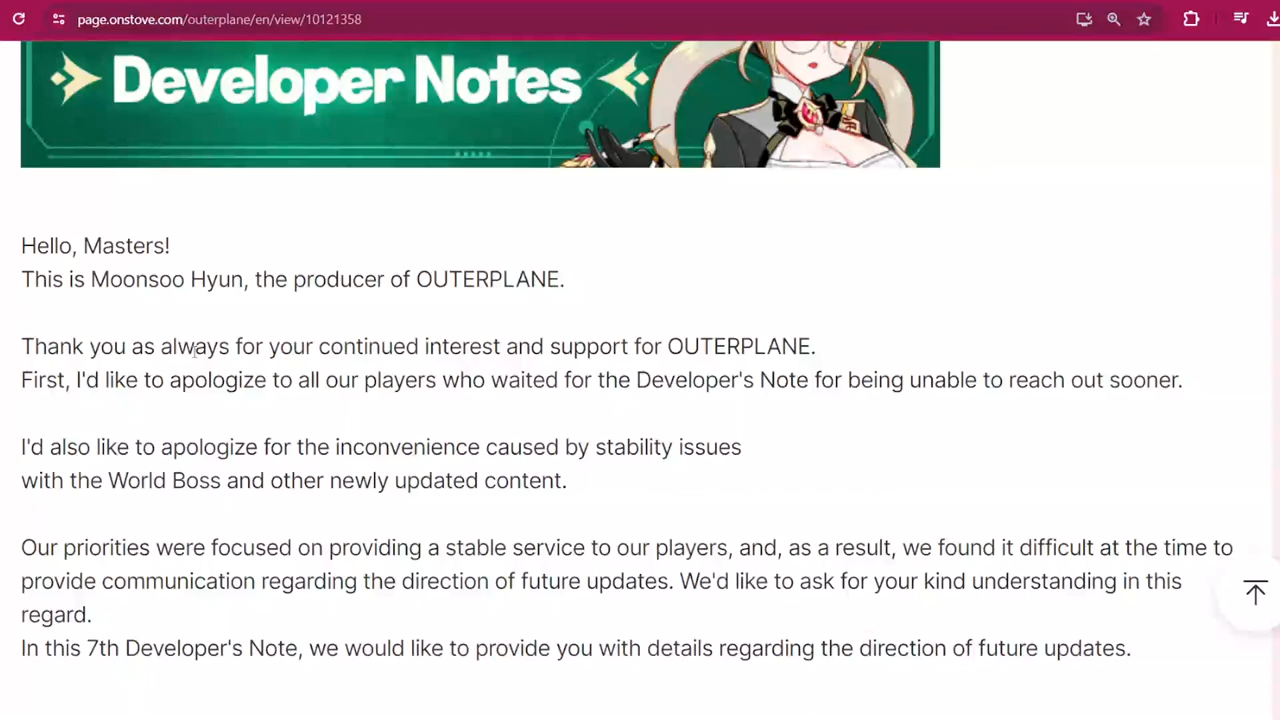 page.onstove.com/outerplane/en/view/10121358
Developer Notes
Hello, Masters!
This is Moonsoo Hyun, the producer of OUTERPLANE.
Thank you as always for your continued interest and support for OUTERPLANE.
First, I'd like to apologize to all our players who waited for the Developer's Note for being unable to reach out sooner.
I'd also like to apologize for the inconvenience caused by stability issues
with the World Boss and other newly updated content.
Our priorities were focused on providing a stable service to our players, and, as a result, we found it difficult at the time to
provide communication regarding the direction of future updates. We'd like to ask for your kind understanding in this
regard.
In this 7th Developer's Note, we would like to provide you with details regarding the direction of future updates.